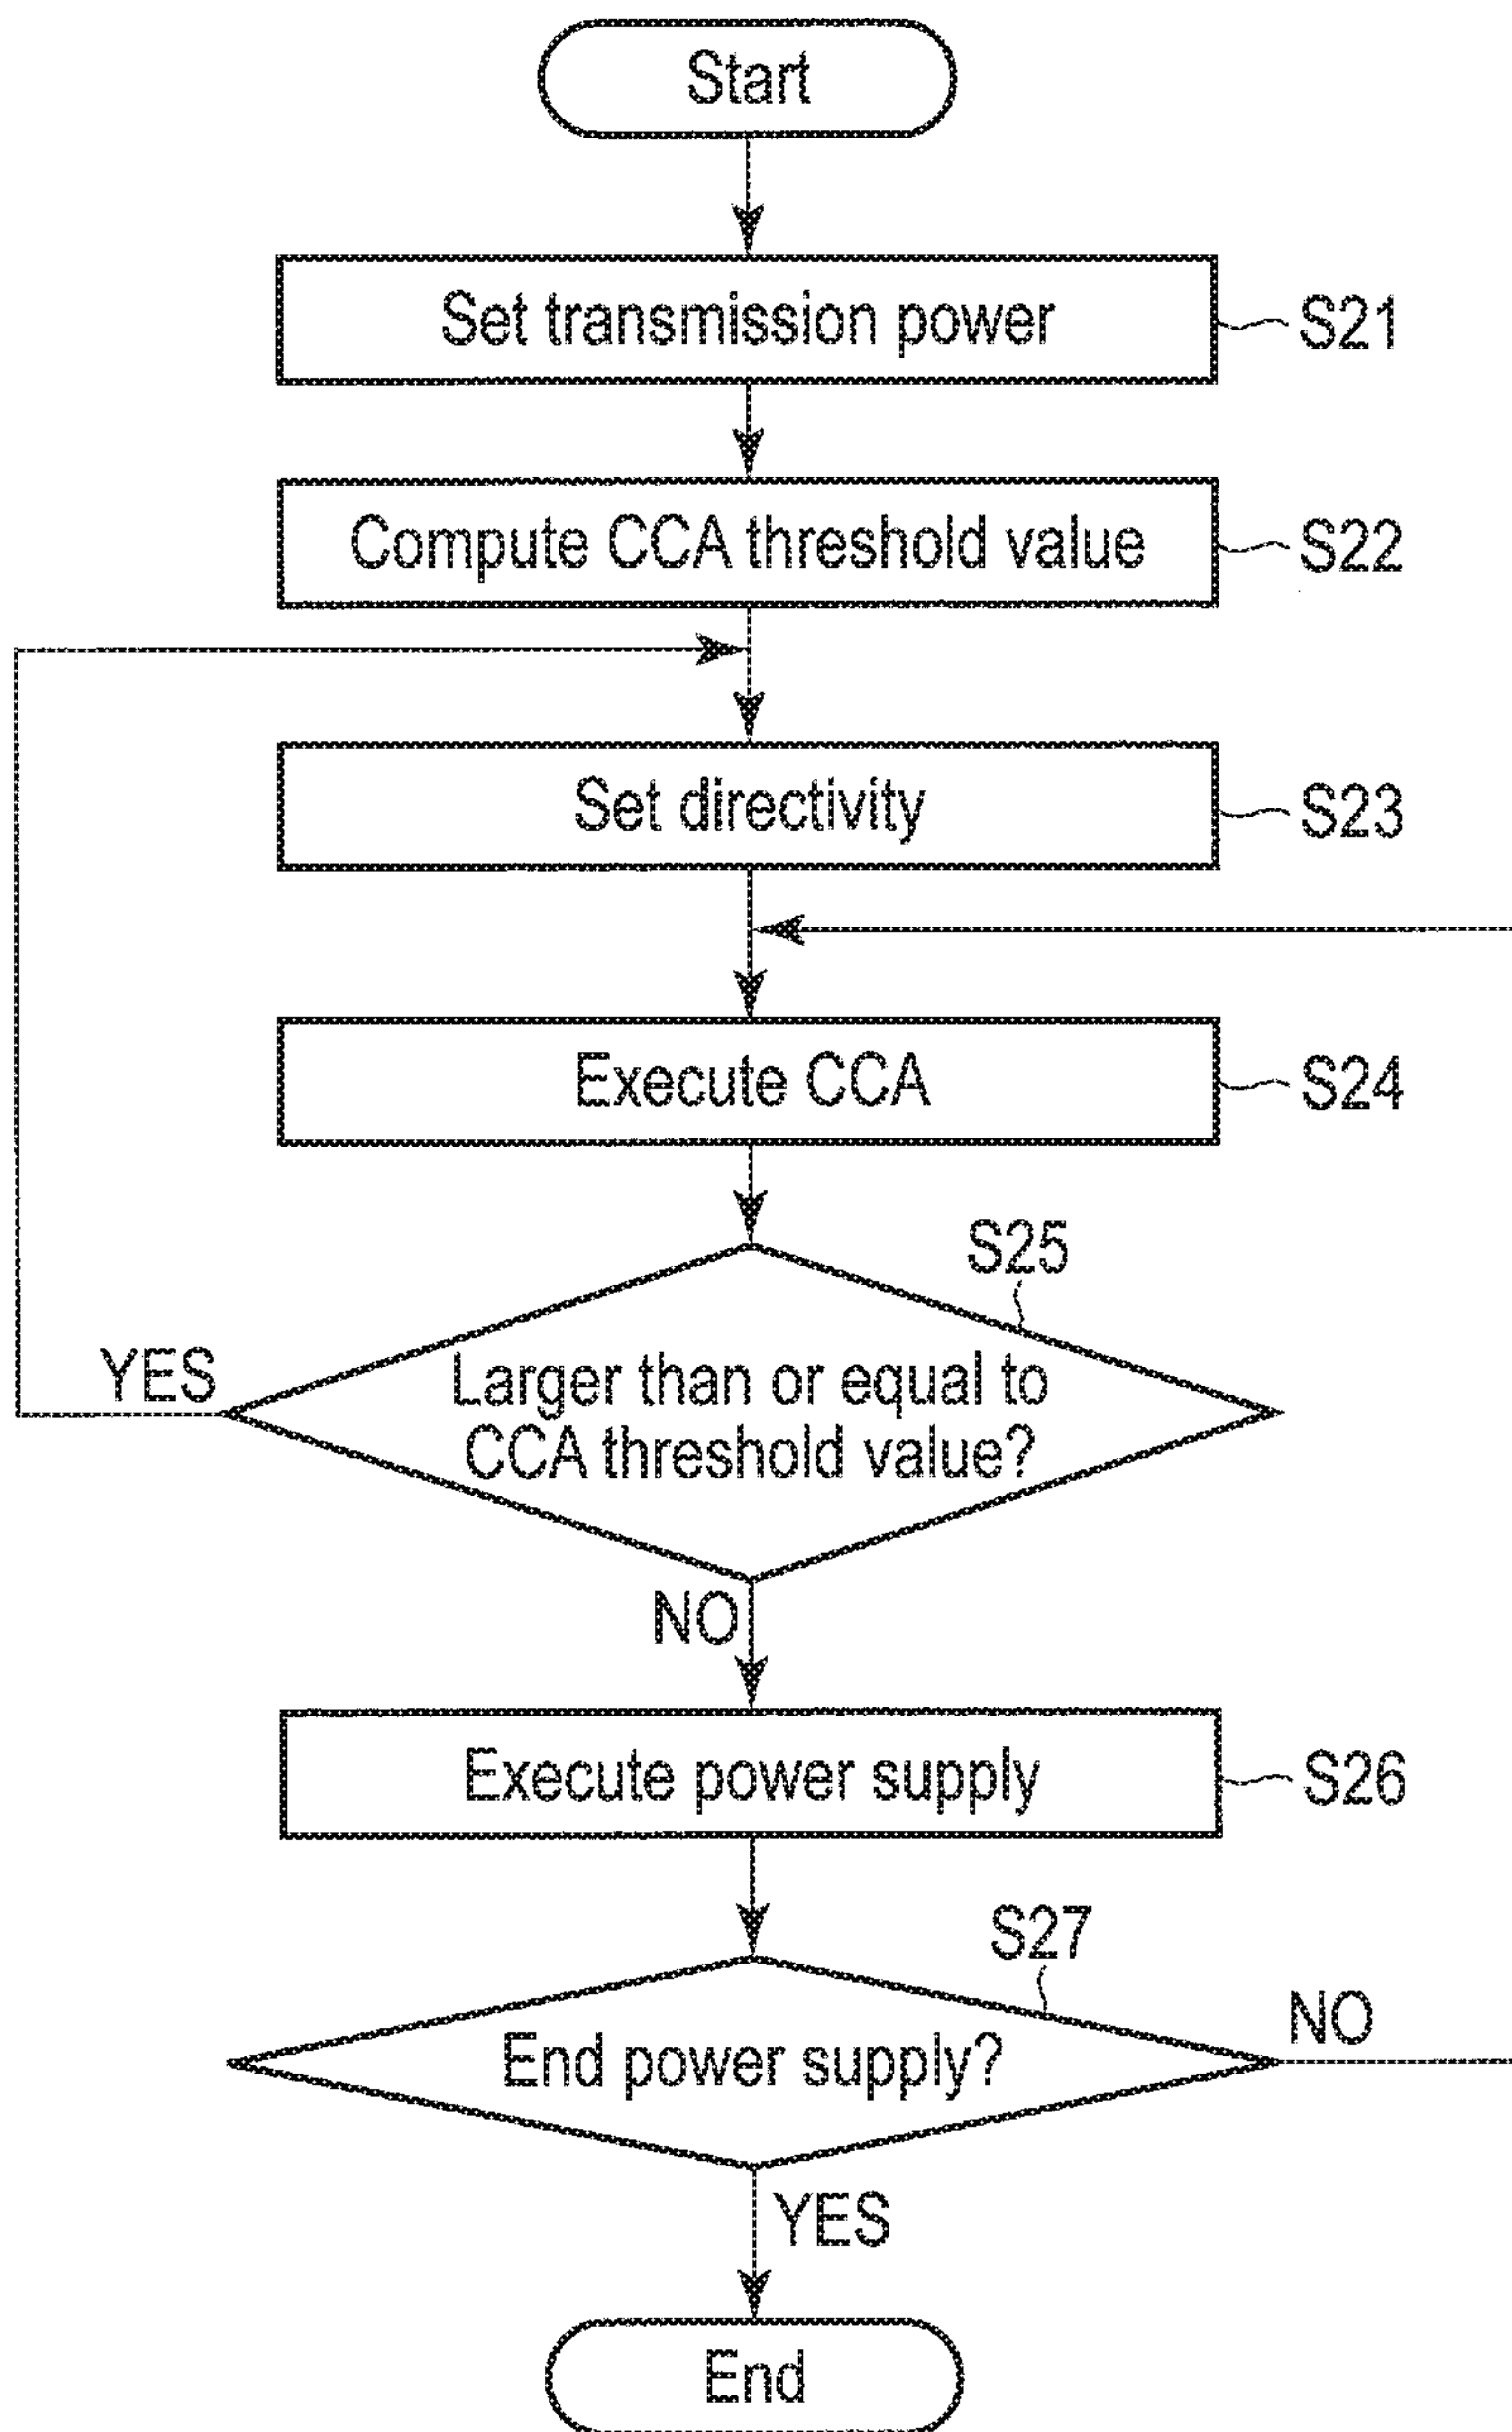 Start
Set transmission power
S21
Compute CCA threshold value
S22
Set directivity
S23
Execute CCA
S24
S25
YES
Larger than or equal to
CCA threshold value?
NO
Execute power supply
S26
S27
NO
End power supply?
YES
End